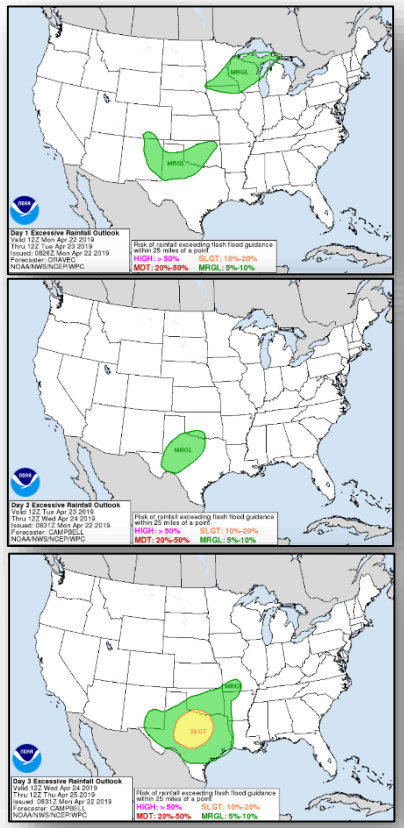 MRGL
MRGL
NOAA
Day 1 Excessive Rainfall Outlook
Valid 12Z Mon Apr 22 2019
Thru 12Z Tue Apr 23 2019
Issued: 0826Z Mon Apr 22 2019
Forecaster: ORAVEC
NOAA/NWS/NCEP/WPC
Risk of rainfall exceeding flash flood guidance
within 25 miles of a point
HIGH: > 50% SLGT: 10%-20%
MDT: 20%-50% MRGL: 5%-10%
MRGL
NOAA
Day 2 Excessive Rainfall Outlook
Valid 12Z Tue Apr 23 2019
Thru 12Z Wed Apr 24 2019
Issued: 0831Z Mon Apr 22 2019
Forecaster: CAMPBELL
NOAA/NWS/NCEP/WPC
Risk of rainfall exceeding flash flood guidance
within 25 miles of a point
HIGH: > 50% SLGT: 10%-20%
MDT: 20%-50% MRGL: 5%-10%
MRGL
SLGT
NOAA
Day 3 Excessive Rainfall Outlook
Valid 12Z Wed Apr 24 2019
Thru 12Z Thu Apr 25 2019
Issued: 0831Z Mon Apr 22 2019
Forecaster: CAMPBELL
NOAA/NWS/NCEP/WPC
Risk of rainfall exceeding flash flood guidance
within 25 miles of a point
HIGH: > 50% SLGT: 10%-20%
MDT: 20%-50% MRGL: 5%-10%